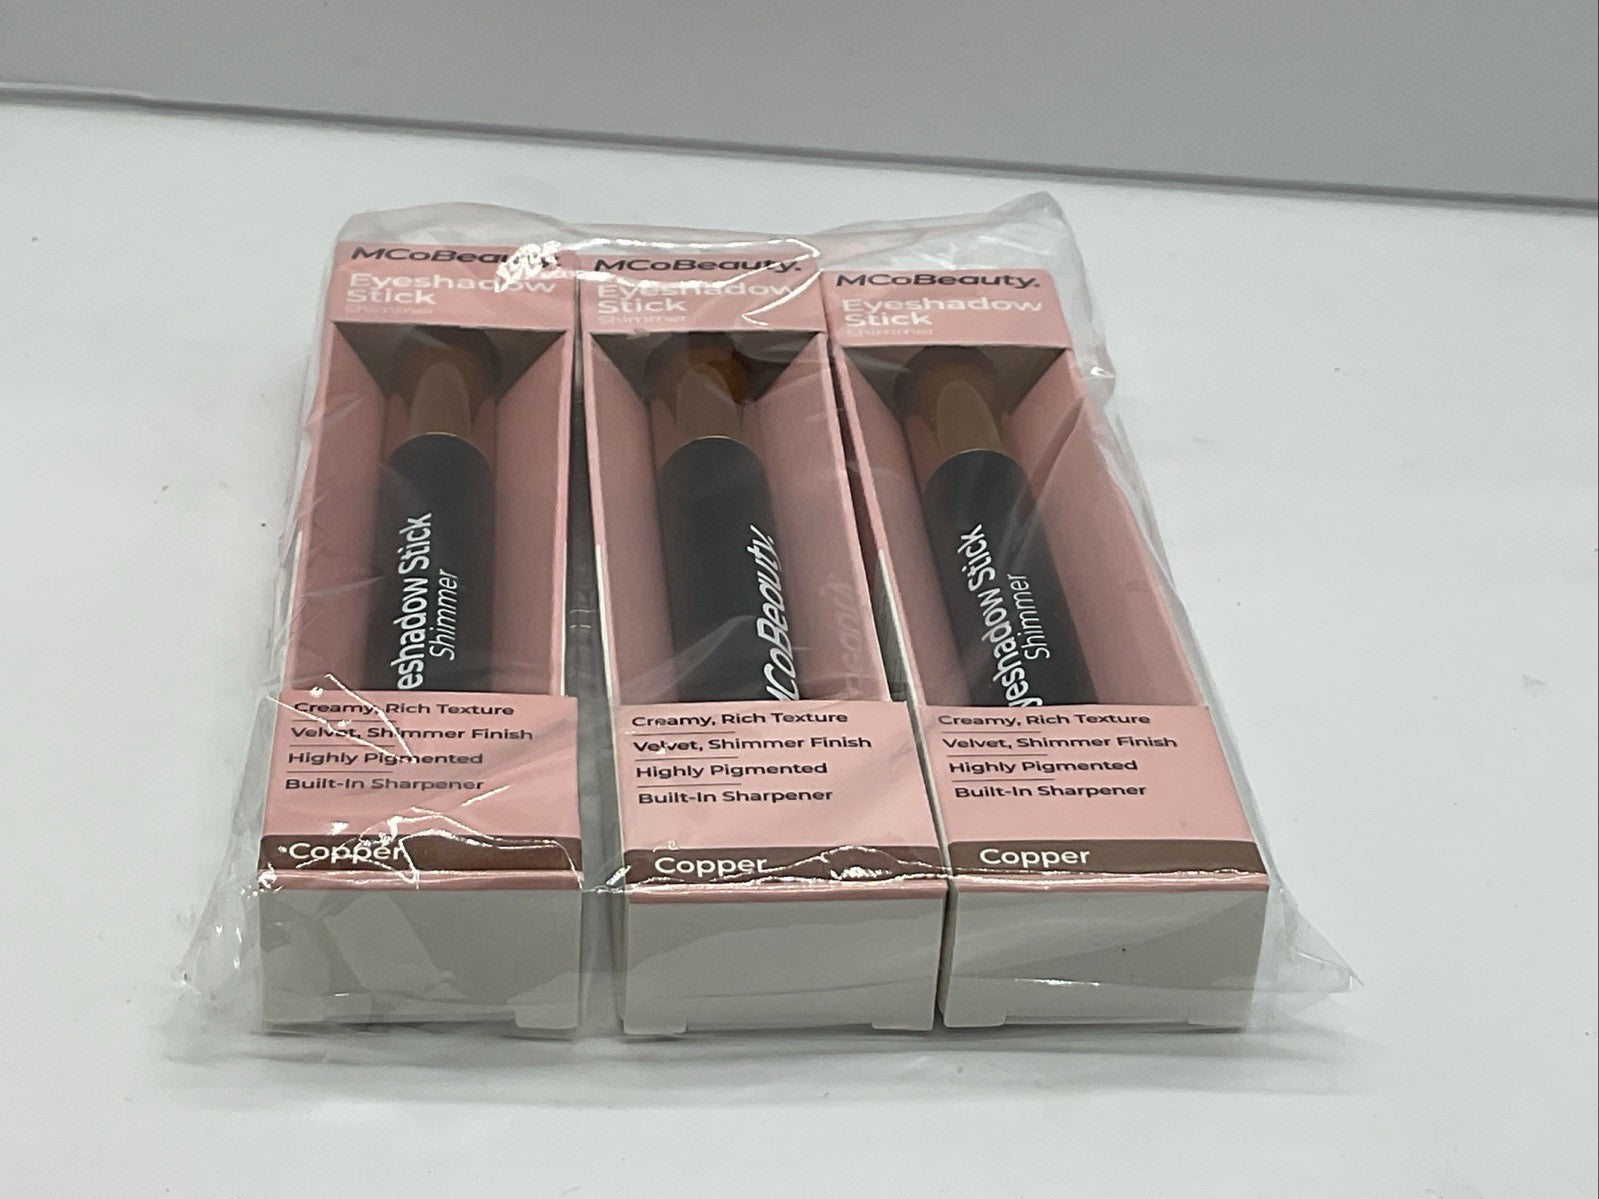 MCoBeauty.
Eyeshadow
Stick
Shimmer
eshadow Stick
Shimmer
Creamy, Rich Texture
Velvet, Shimmer Finish
Highly Pigmented
Built-In Sharpener
Copper
MCoBeauty.
Eyeshadow
Stick
Shimmer
MCoBeauty.
Creamy, Rich Texture
Velvet, Shimmer Finish
Highly Pigmented
Built-In Sharpener
Copper
MCoBeauty.
Eyeshadow
Stick
Shimmer
yeshadow Stick
Shimmer
Creamy, Rich Texture
Velvet, Shimmer Finish
Highly Pigmented
Built-In Sharpener
Copper